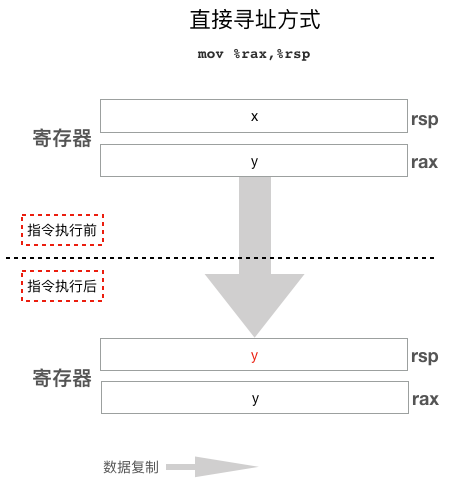 直接寻址方式
mov %rax,%rsp
x
rsp
寄存器
y
rax
指令执行前
指令执行后
y
rsp
寄存器
y
rax
数据复制